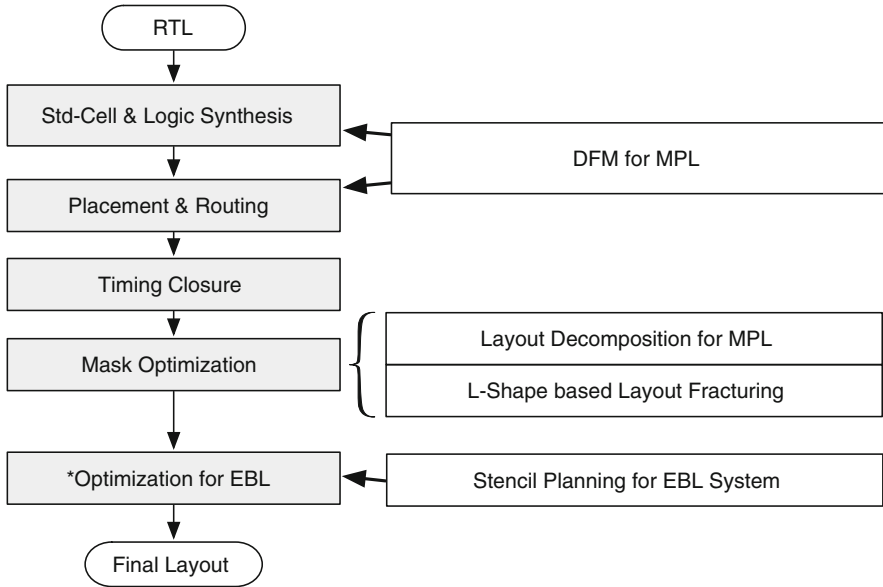 RTL
Std-Cell & Logic Synthesis
DFM for MPL
Placement & Routing
Timing Closure
Layout Decomposition for MPL
Mask Optimization
L-Shape based Layout Fracturing
*Optimization for EBL
Stencil Planning for EBL System
Final Layout